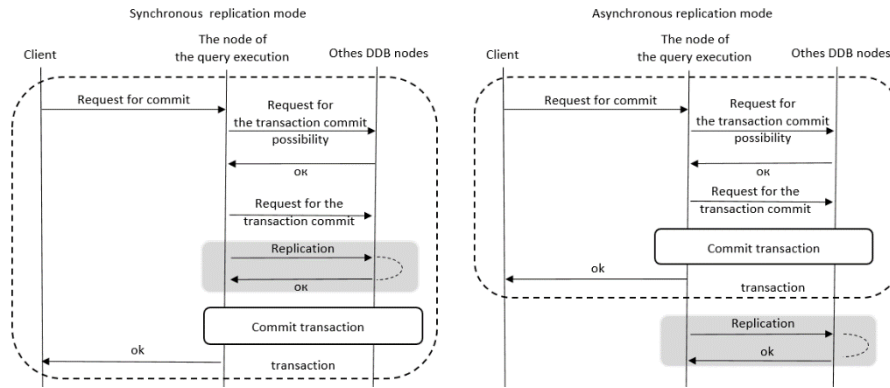 Synchronous replication mode
Client
The node of
the query execution
Othes DDB nodes
Request for commit
Request for
the transaction commit
possibility
ок
Request for the
transaction commit
Replication
ок
Commit transaction
ok
transaction
Asynchronous replication mode
Client
The node of
the query execution
Othes DDB nodes
Request for commit
Request for
the transaction commit
possibility
ок
Request for the
transaction commit
Commit transaction
ok
transaction
Replication
ok